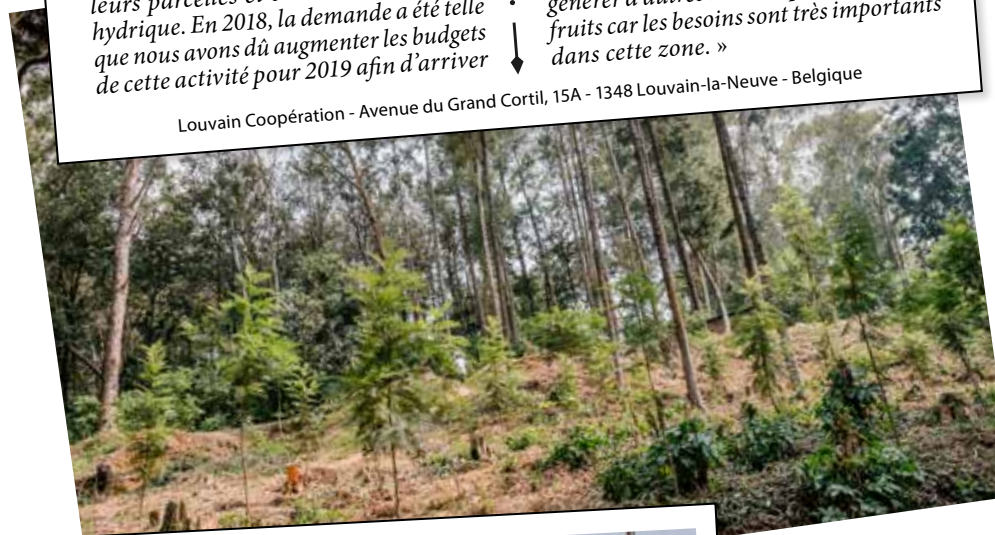 leurs parcelles et
hydrique. En 2018, la demande a été telle
que nous avons dû augmenter les budgets
de cette activité pour 2019 afin d'arriver
générer d'autres
fruits car les besoins sont très importants
dans cette zone. »
Louvain Coopération - Avenue du Grand Cortil, 15A - 1348 Louvain-la-Neuve - Belgique